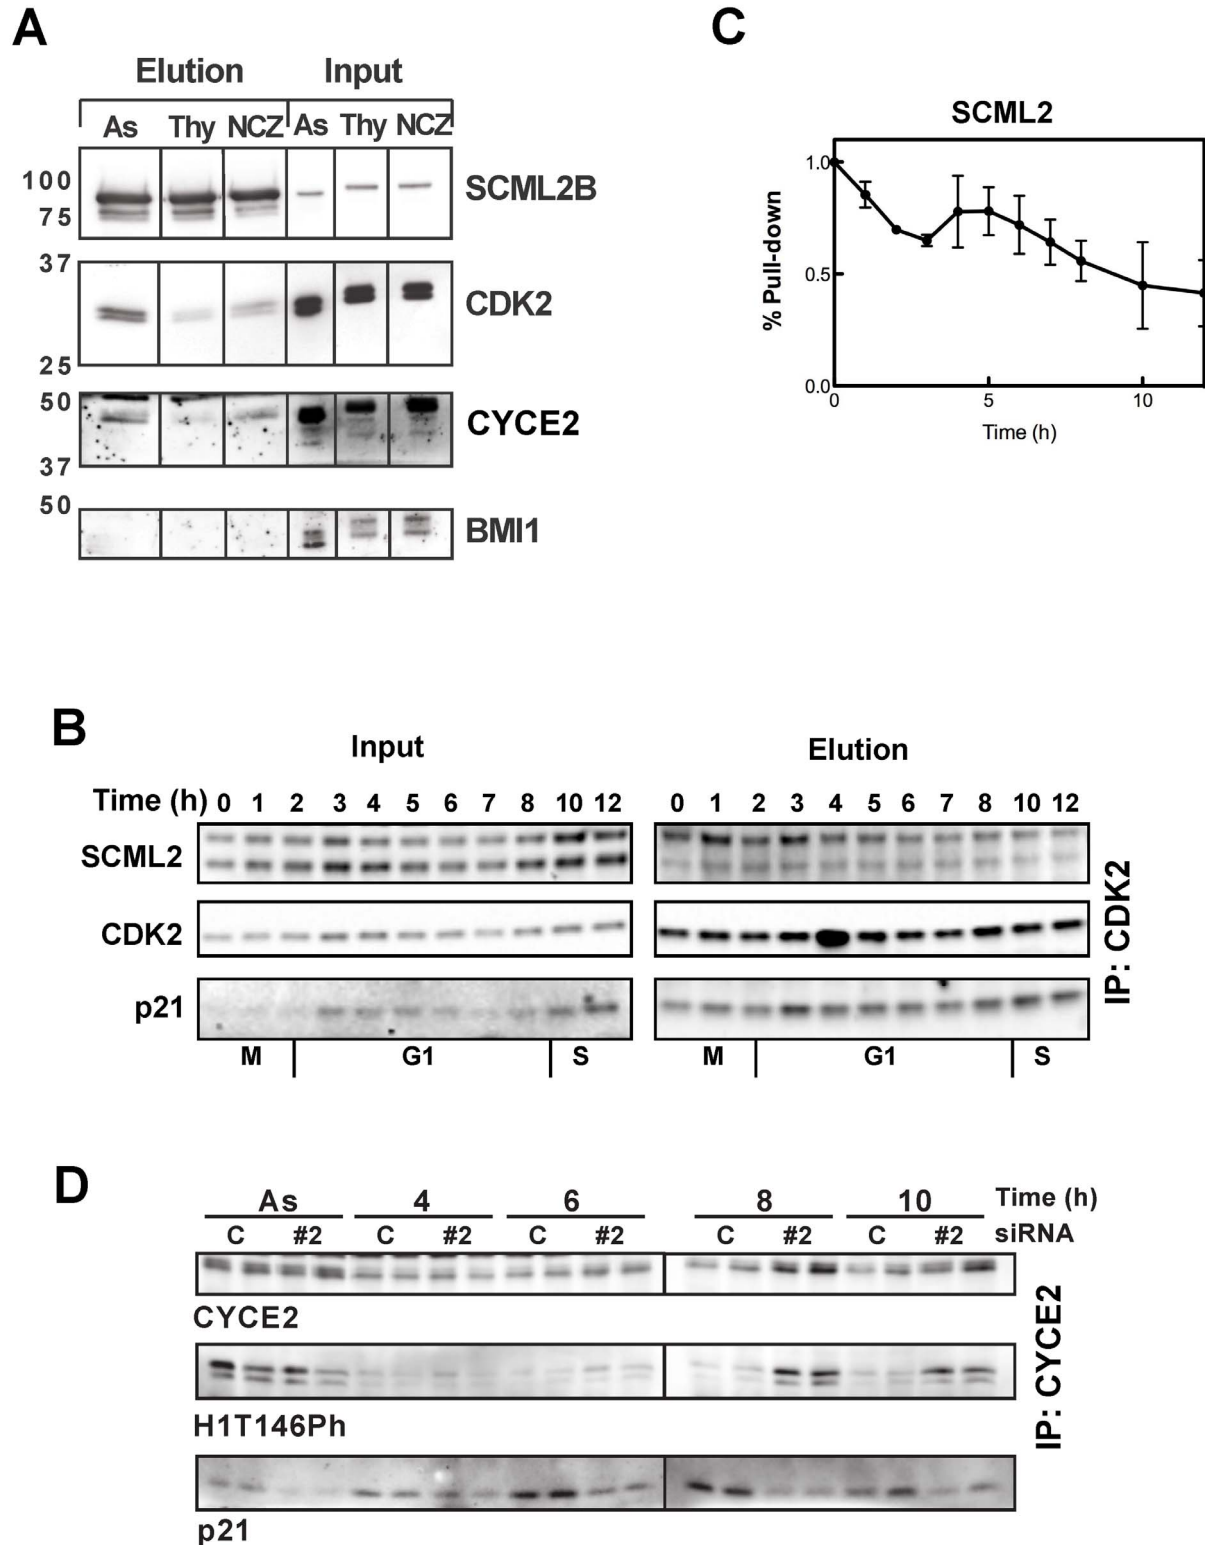 A
Elution Input
As Thy NCZ As Thy NCZ
100
75
SCML2B
37
25
CDK2
50
37
CYCE2
50
BMI1
C
SCML2
% Pull-down
1.0
0.5
0.0
0 5 10
Time (h)
B
Input Elution
Time (h) 0 1 2 3 4 5 6 7 8 10 12 0 1 2 3 4 5 6 7 8 10 12
SCML2
CDK2
p21
M G1 S M G1 S
IP: CDK2
D
As 4 6 8 10 Time (h)
C #2 C #2 C #2 C #2 C #2 siRNA
CYCE2
H1T146Ph
p21
IP: CYCE2